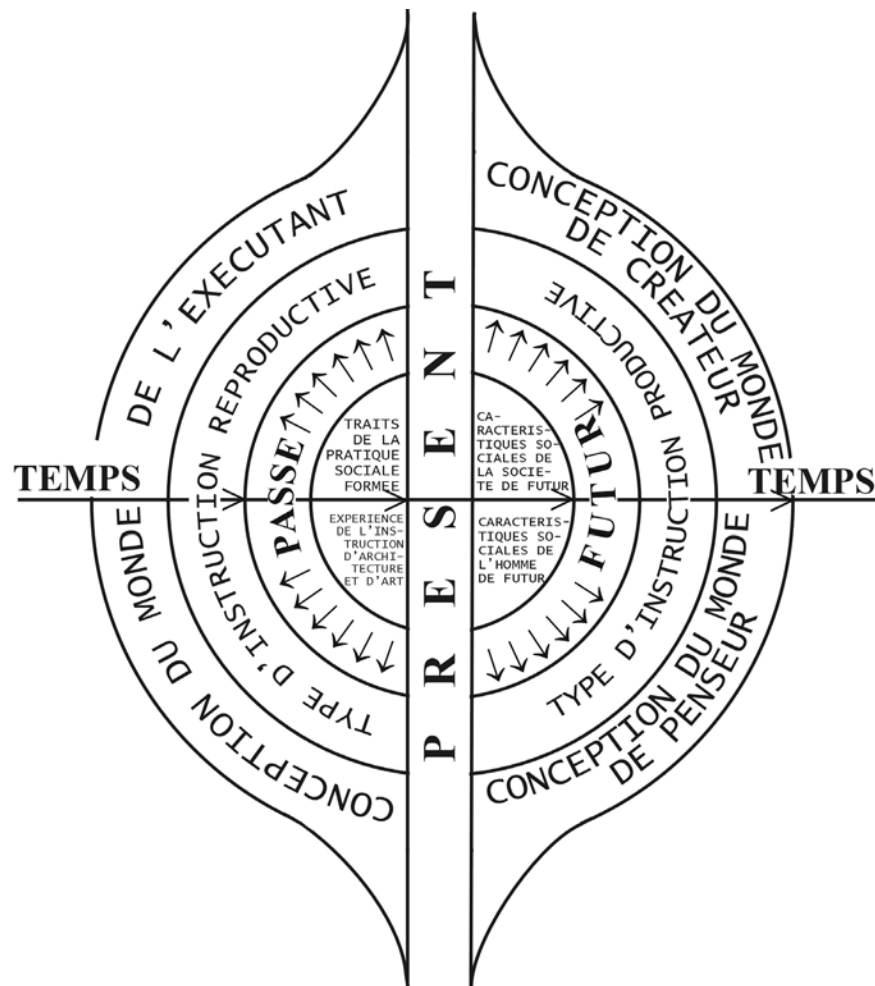 CONCEPTION DU MONDE
DE L'EXECUTANT
TYPE D'INSTRUCTION REPRODUCTIVE
PASSE
TRAITS
DE LA
PRATIQUE
SOCIALE
FORMEE
EXPERIENCE
DE L'INS-
TRUCTION
D'ARCHI-
TECTURE
ET D'ART
TEMPS
PRESENT
CONCEPTION DU MONDE
DE CREATEUR
TYPE D'INSTRUCTION PRODUCTIVE
FUTUR
CA-
RACTERIS-
TIQUES SO-
CIALES DE
LA SOCIE-
TE DE FUTUR
CARACTERIS-
TIQUES SO-
CIALES DE
L'HOMME
DE FUTUR
TEMPS
CONCEPTION DU MONDE
DE PENSEUR